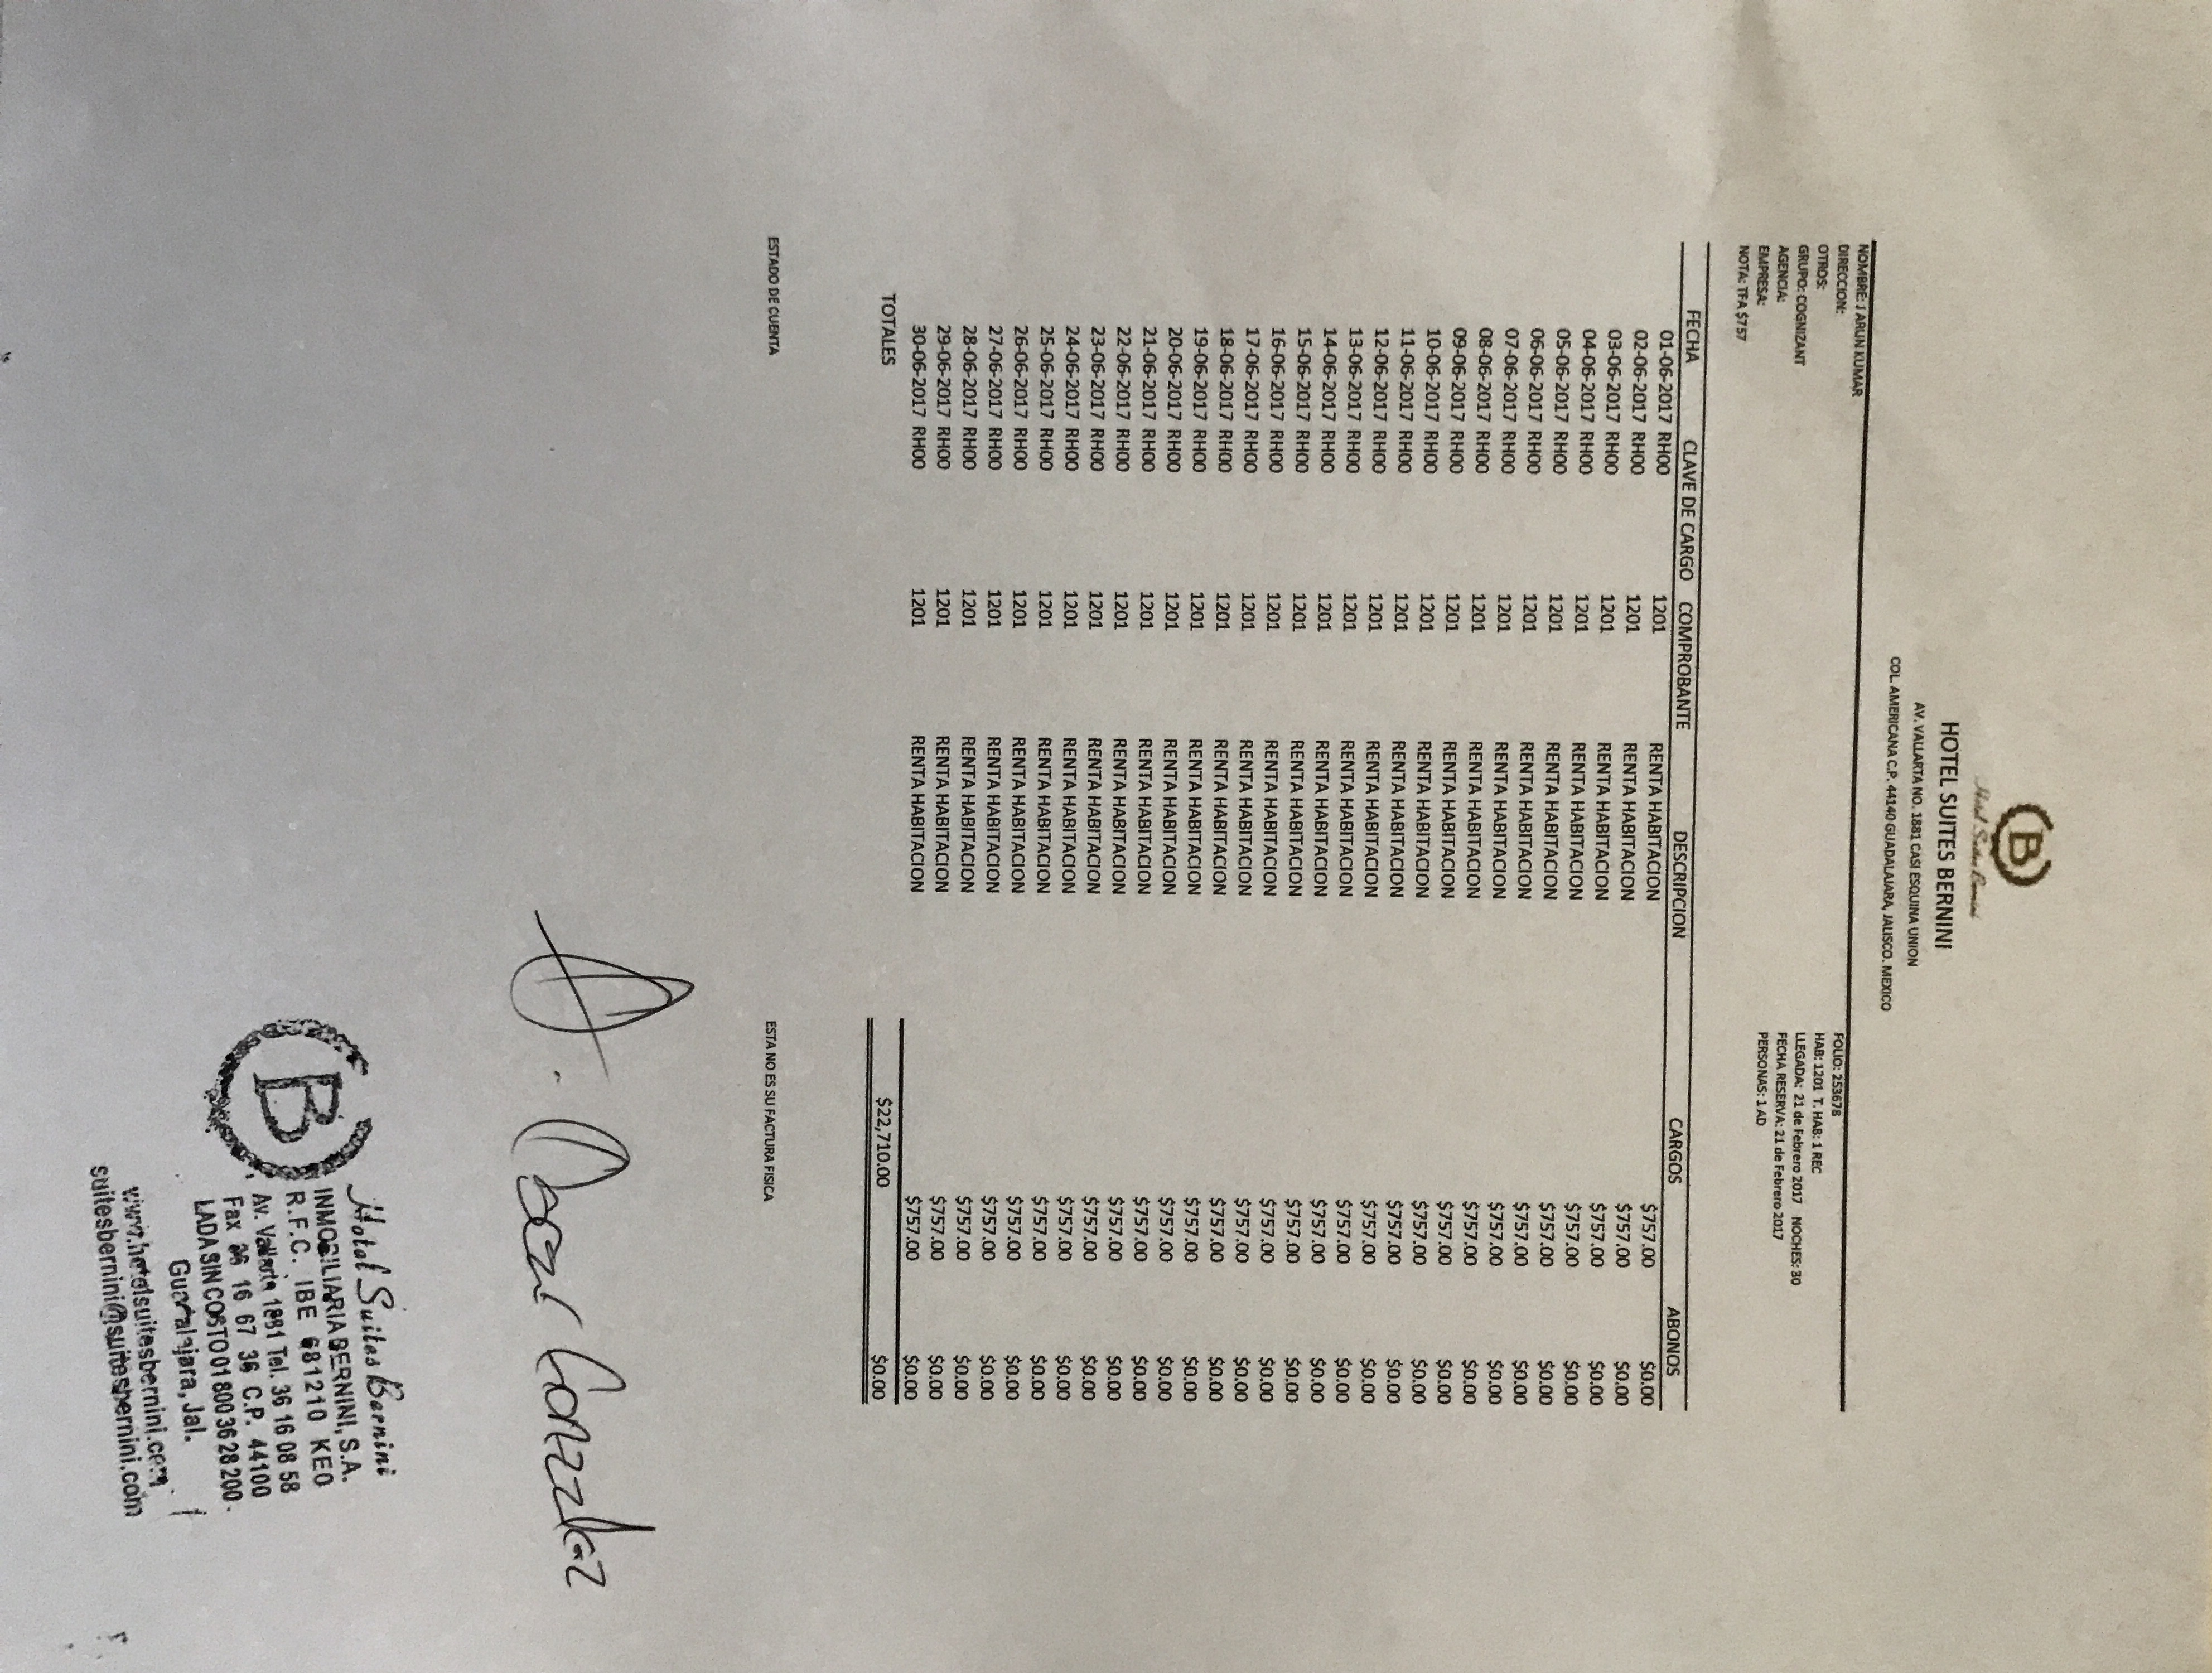 B
Hotel Suites Bernini
HOTEL SUITES BERNINI
AV. VALLARTA NO. 1881 CASI ESQUINA UNION
COL. AMERICANA C.P. 44140 GUADALAJARA, JALISCO. MEXICO
NOMBRE: J ARUN KUMAR FOLIO: 253678
DIRECCION: HAB: 1201 T. HAB: 1 REC
OTROS: LLEGADA: 21 de Febrero 2017 NOCHES: 30
GRUPO: COGNIZANT FECHA RESERVA: 21 de Febrero 2017
AGENCIA: PERSONAS: 1 AD
EMPRESA:
NOTA: TFA $757
FECHA CLAVE DE CARGO COMPROBANTE DESCRIPCION CARGOS ABONOS
01-06-2017 RH00 1201 RENTA HABITACION $757.00 $0.00
02-06-2017 RH00 1201 RENTA HABITACION $757.00 $0.00
03-06-2017 RH00 1201 RENTA HABITACION $757.00 $0.00
04-06-2017 RH00 1201 RENTA HABITACION $757.00 $0.00
05-06-2017 RH00 1201 RENTA HABITACION $757.00 $0.00
06-06-2017 RH00 1201 RENTA HABITACION $757.00 $0.00
07-06-2017 RH00 1201 RENTA HABITACION $757.00 $0.00
08-06-2017 RH00 1201 RENTA HABITACION $757.00 $0.00
09-06-2017 RH00 1201 RENTA HABITACION $757.00 $0.00
10-06-2017 RH00 1201 RENTA HABITACION $757.00 $0.00
11-06-2017 RH00 1201 RENTA HABITACION $757.00 $0.00
12-06-2017 RH00 1201 RENTA HABITACION $757.00 $0.00
13-06-2017 RH00 1201 RENTA HABITACION $757.00 $0.00
14-06-2017 RH00 1201 RENTA HABITACION $757.00 $0.00
15-06-2017 RH00 1201 RENTA HABITACION $757.00 $0.00
16-06-2017 RH00 1201 RENTA HABITACION $757.00 $0.00
17-06-2017 RH00 1201 RENTA HABITACION $757.00 $0.00
18-06-2017 RH00 1201 RENTA HABITACION $757.00 $0.00
19-06-2017 RH00 1201 RENTA HABITACION $757.00 $0.00
20-06-2017 RH00 1201 RENTA HABITACION $757.00 $0.00
21-06-2017 RH00 1201 RENTA HABITACION $757.00 $0.00
22-06-2017 RH00 1201 RENTA HABITACION $757.00 $0.00
23-06-2017 RH00 1201 RENTA HABITACION $757.00 $0.00
24-06-2017 RH00 1201 RENTA HABITACION $757.00 $0.00
25-06-2017 RH00 1201 RENTA HABITACION $757.00 $0.00
26-06-2017 RH00 1201 RENTA HABITACION $757.00 $0.00
27-06-2017 RH00 1201 RENTA HABITACION $757.00 $0.00
28-06-2017 RH00 1201 RENTA HABITACION $757.00 $0.00
29-06-2017 RH00 1201 RENTA HABITACION $757.00 $0.00
30-06-2017 RH00 1201 RENTA HABITACION $757.00 $0.00
TOTALES $22,710.00 $0.00
ESTADO DE CUENTA ESTA NO ES SU FACTURA FISICA
Oscar González
B
Hotel Suites Bernini
INMOBILIARIA BERNINI, S.A.
R.F.C. IBE 681210 KE0
Av. Vallarta 1881 Tel. 36 16 08 58
Fax 36 16 67 36 C.P. 44100
LADA SIN COSTO 01 800 36 28 200
Guadalajara, Jal.
www.hotelsuitesbernini.com
suitesbernini@suitesbernini.com